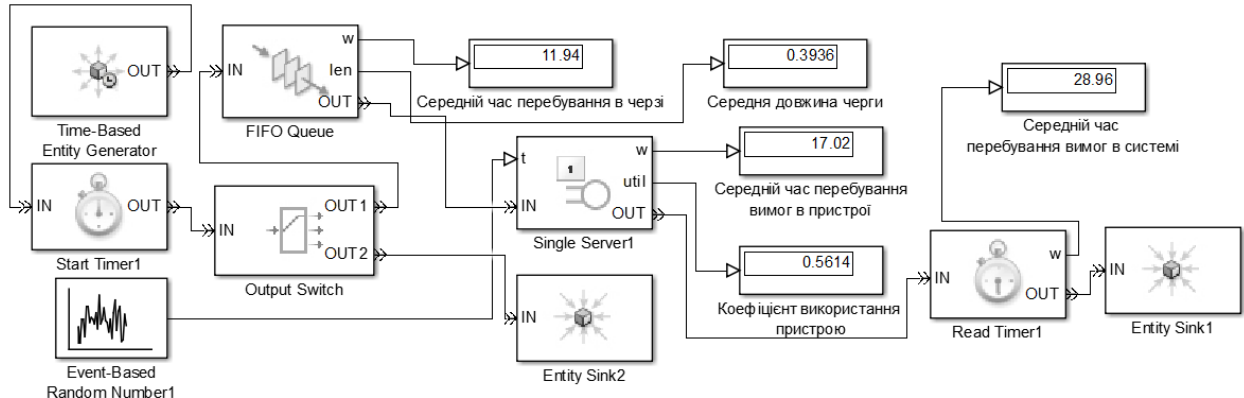 OUT
Time-Based
Entity Generator
IN
w
len
OUT
FIFO Queue
11.94
Середній час перебування в черзі
0.3936
Середня довжина черги
28.96
Середній час
перебування вимог в системі
IN
OUT
Start Timer1
IN
OUT1
OUT2
Output Switch
t
IN
1
w
util
OUT
Single Server1
17.02
Середній час перебування
вимог в пристрої
0.5614
Коефіцієнт використання
пристрою
Event-Based
Random Number1
IN
Entity Sink2
IN
w
OUT
Read Timer1
IN
Entity Sink1